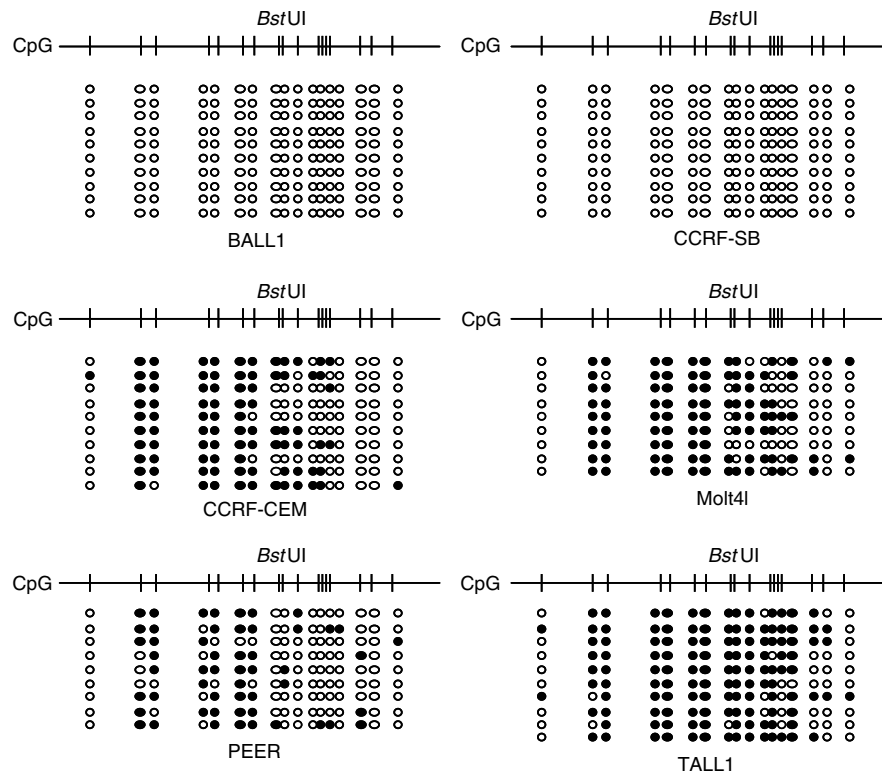 BstUI
CpG
BALL1
BstUI
CpG
CCRF-SB
BstUI
CpG
CCRF-CEM
BstUI
CpG
Molt4l
BstUI
CpG
PEER
BstUI
CpG
TALL1